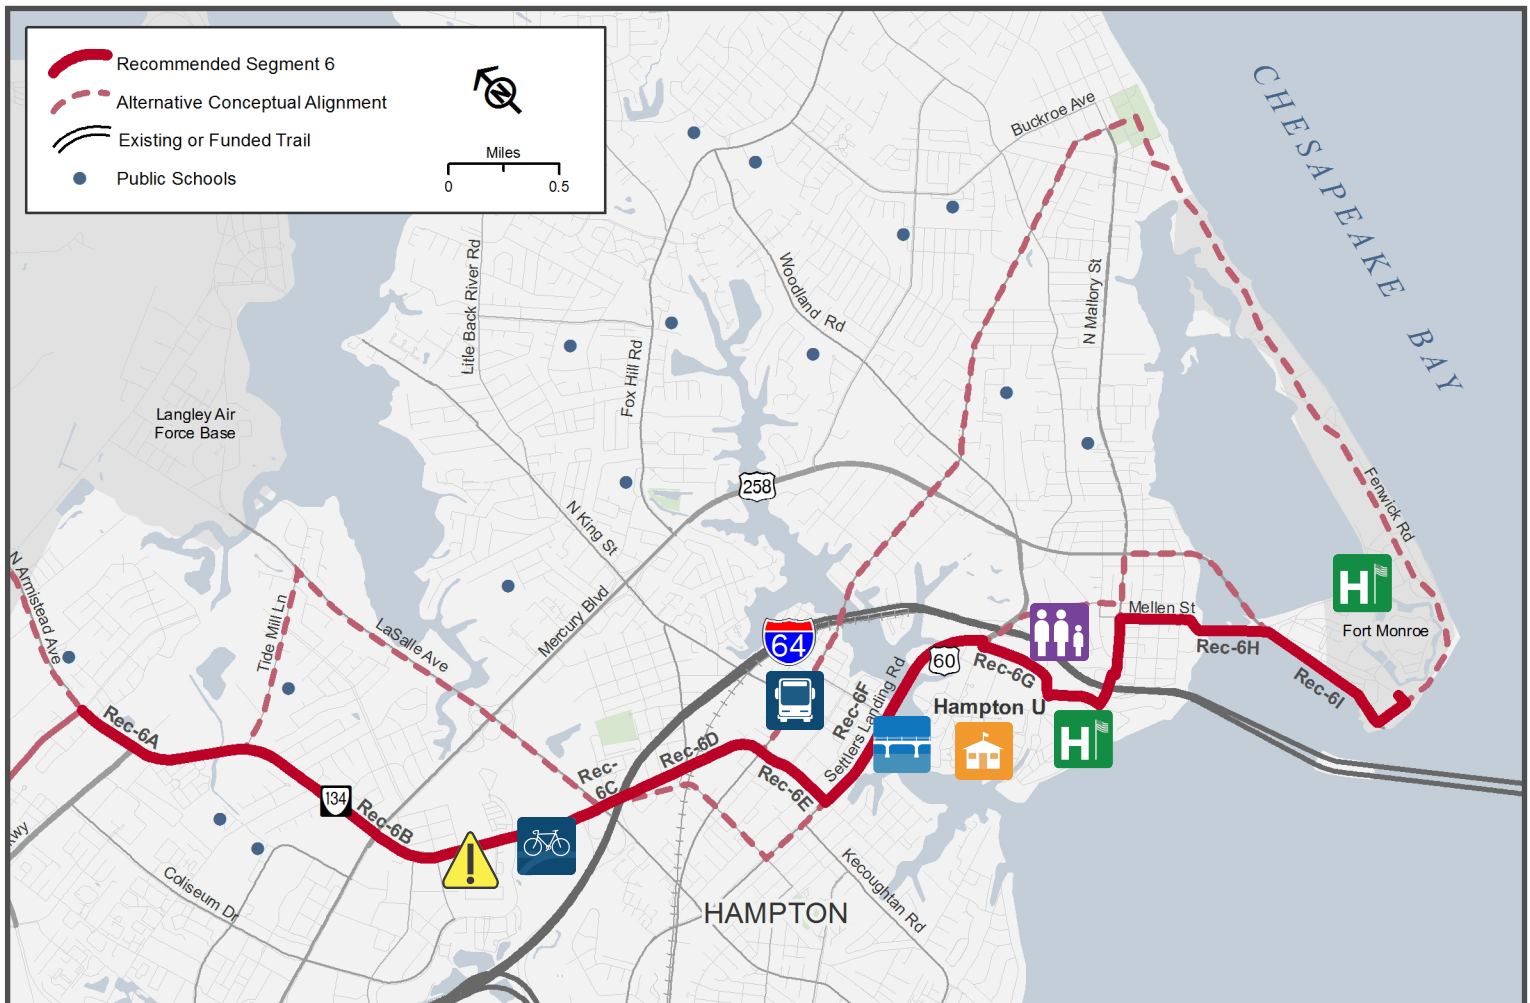 Recommended Segment 6
Alternative Conceptual Alignment
Existing or Funded Trail
Public Schools
N
Miles
0
0.5
CHESAPEAKE BAY
Buckroe Ave
Little Back River Rd
Woodland Rd
N Mallory St
Fox Hill Rd
Langley Air
Force Base
258
N King St
Fenwick Rd
H
N Armistead Ave
Tide Mill Ln
LaSalle Ave
Mercury Blvd
64
Mellen St
Fort Monroe
Rec-6H
60
Rec-6G
Rec-6I
Settlers Landing Rd
Rec-6F
Hampton U
H
Rec-6A
Rec-6D
Rec-
6C
Rec-6E
134
Rec-6B
!
kwy
Coliseum Dr
Kecoughtan Rd
HAMPTON